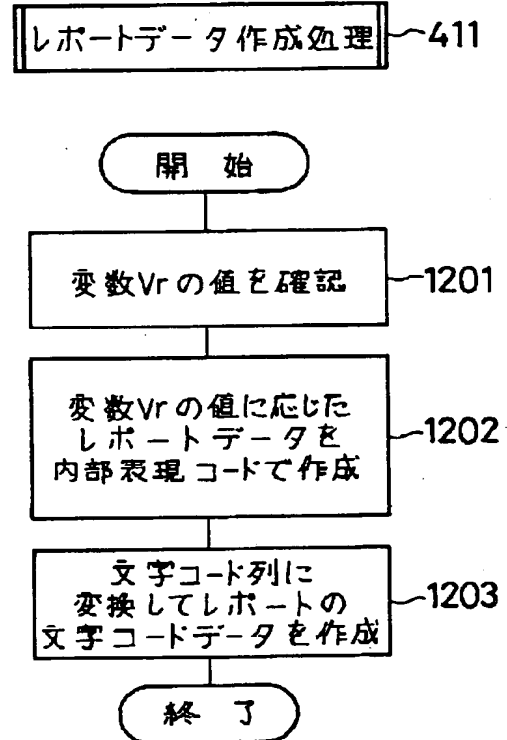 レポートデータ作成処理 411
開 始
変数Vrの値を確認 1201
変数Vrの値に応じた
レポートデータを 1202
内部表現コードで作成
文字コード列に
変換してレポートの 1203
文字コードデータを作成
終 了